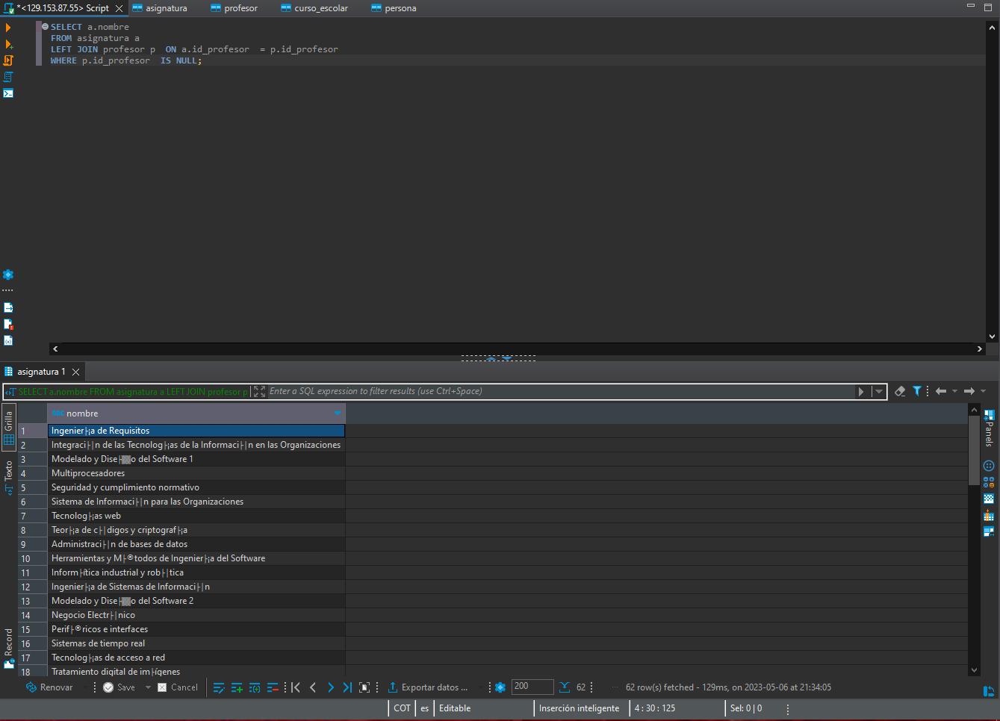 *<129.153.87.55> Script
asignatura
profesor
curso_escolar
persona
SELECT a.nombre
FROM asignatura a
LEFT JOIN profesor p  ON a.id_profesor  = p.id_profesor
WHERE p.id_profesor  IS NULL;
asignatura 1
SELECT a.nombre FROM asignatura a LEFT JOIN profesor p
Enter a SQL expression to filter results (use Ctrl+Space)
Grilla
Texto
Record
Panels
ABC nombre
1 Ingenier├¡a de Requisitos
2 Integraci├│n de las Tecnolog├¡as de la Informaci├│n en las Organizaciones
3 Modelado y Dise├▒o del Software 1
4 Multiprocesadores
5 Seguridad y cumplimiento normativo
6 Sistema de Informaci├│n para las Organizaciones
7 Tecnolog├¡as web
8 Teor├¡a de c├│digos y criptograf├¡a
9 Administraci├│n de bases de datos
10 Herramientas y M├®todos de Ingenier├¡a del Software
11 Inform├ítica industrial y rob├│tica
12 Ingenier├¡a de Sistemas de Informaci├│n
13 Modelado y Dise├▒o del Software 2
14 Negocio Electr├│nico
15 Perif├®ricos e interfaces
16 Sistemas de tiempo real
17 Tecnolog├¡as de acceso a red
18 Tratamiento digital de im├ígenes
Renovar
Save
Cancel
Exportar datos ...
200
62
62 row(s) fetched - 129ms, on 2023-05-06 at 21:34:05
COT
es
Editable
Inserción inteligente
4 : 30 : 125
Sel: 0 | 0